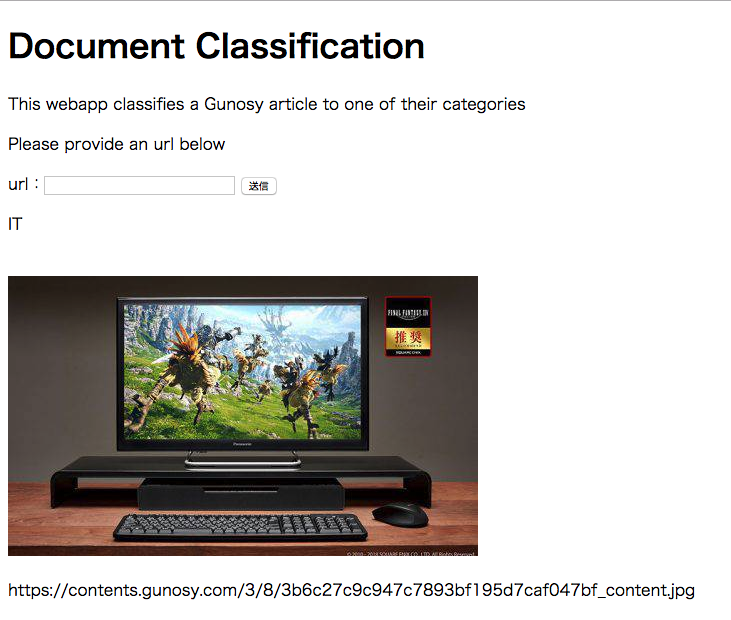 Document Classification
This webapp classifies a Gunosy article to one of their categories
Please provide an url below
url：
送信
IT
FINAL FANTASY XIV
推奨
SQUARE ENIX
Panasonic
© 2010 - 2018 SQUARE ENIX CO., LTD. All Rights Reserved.
https://contents.gunosy.com/3/8/3b6c27c9c947c7893bf195d7caf047bf_content.jpg